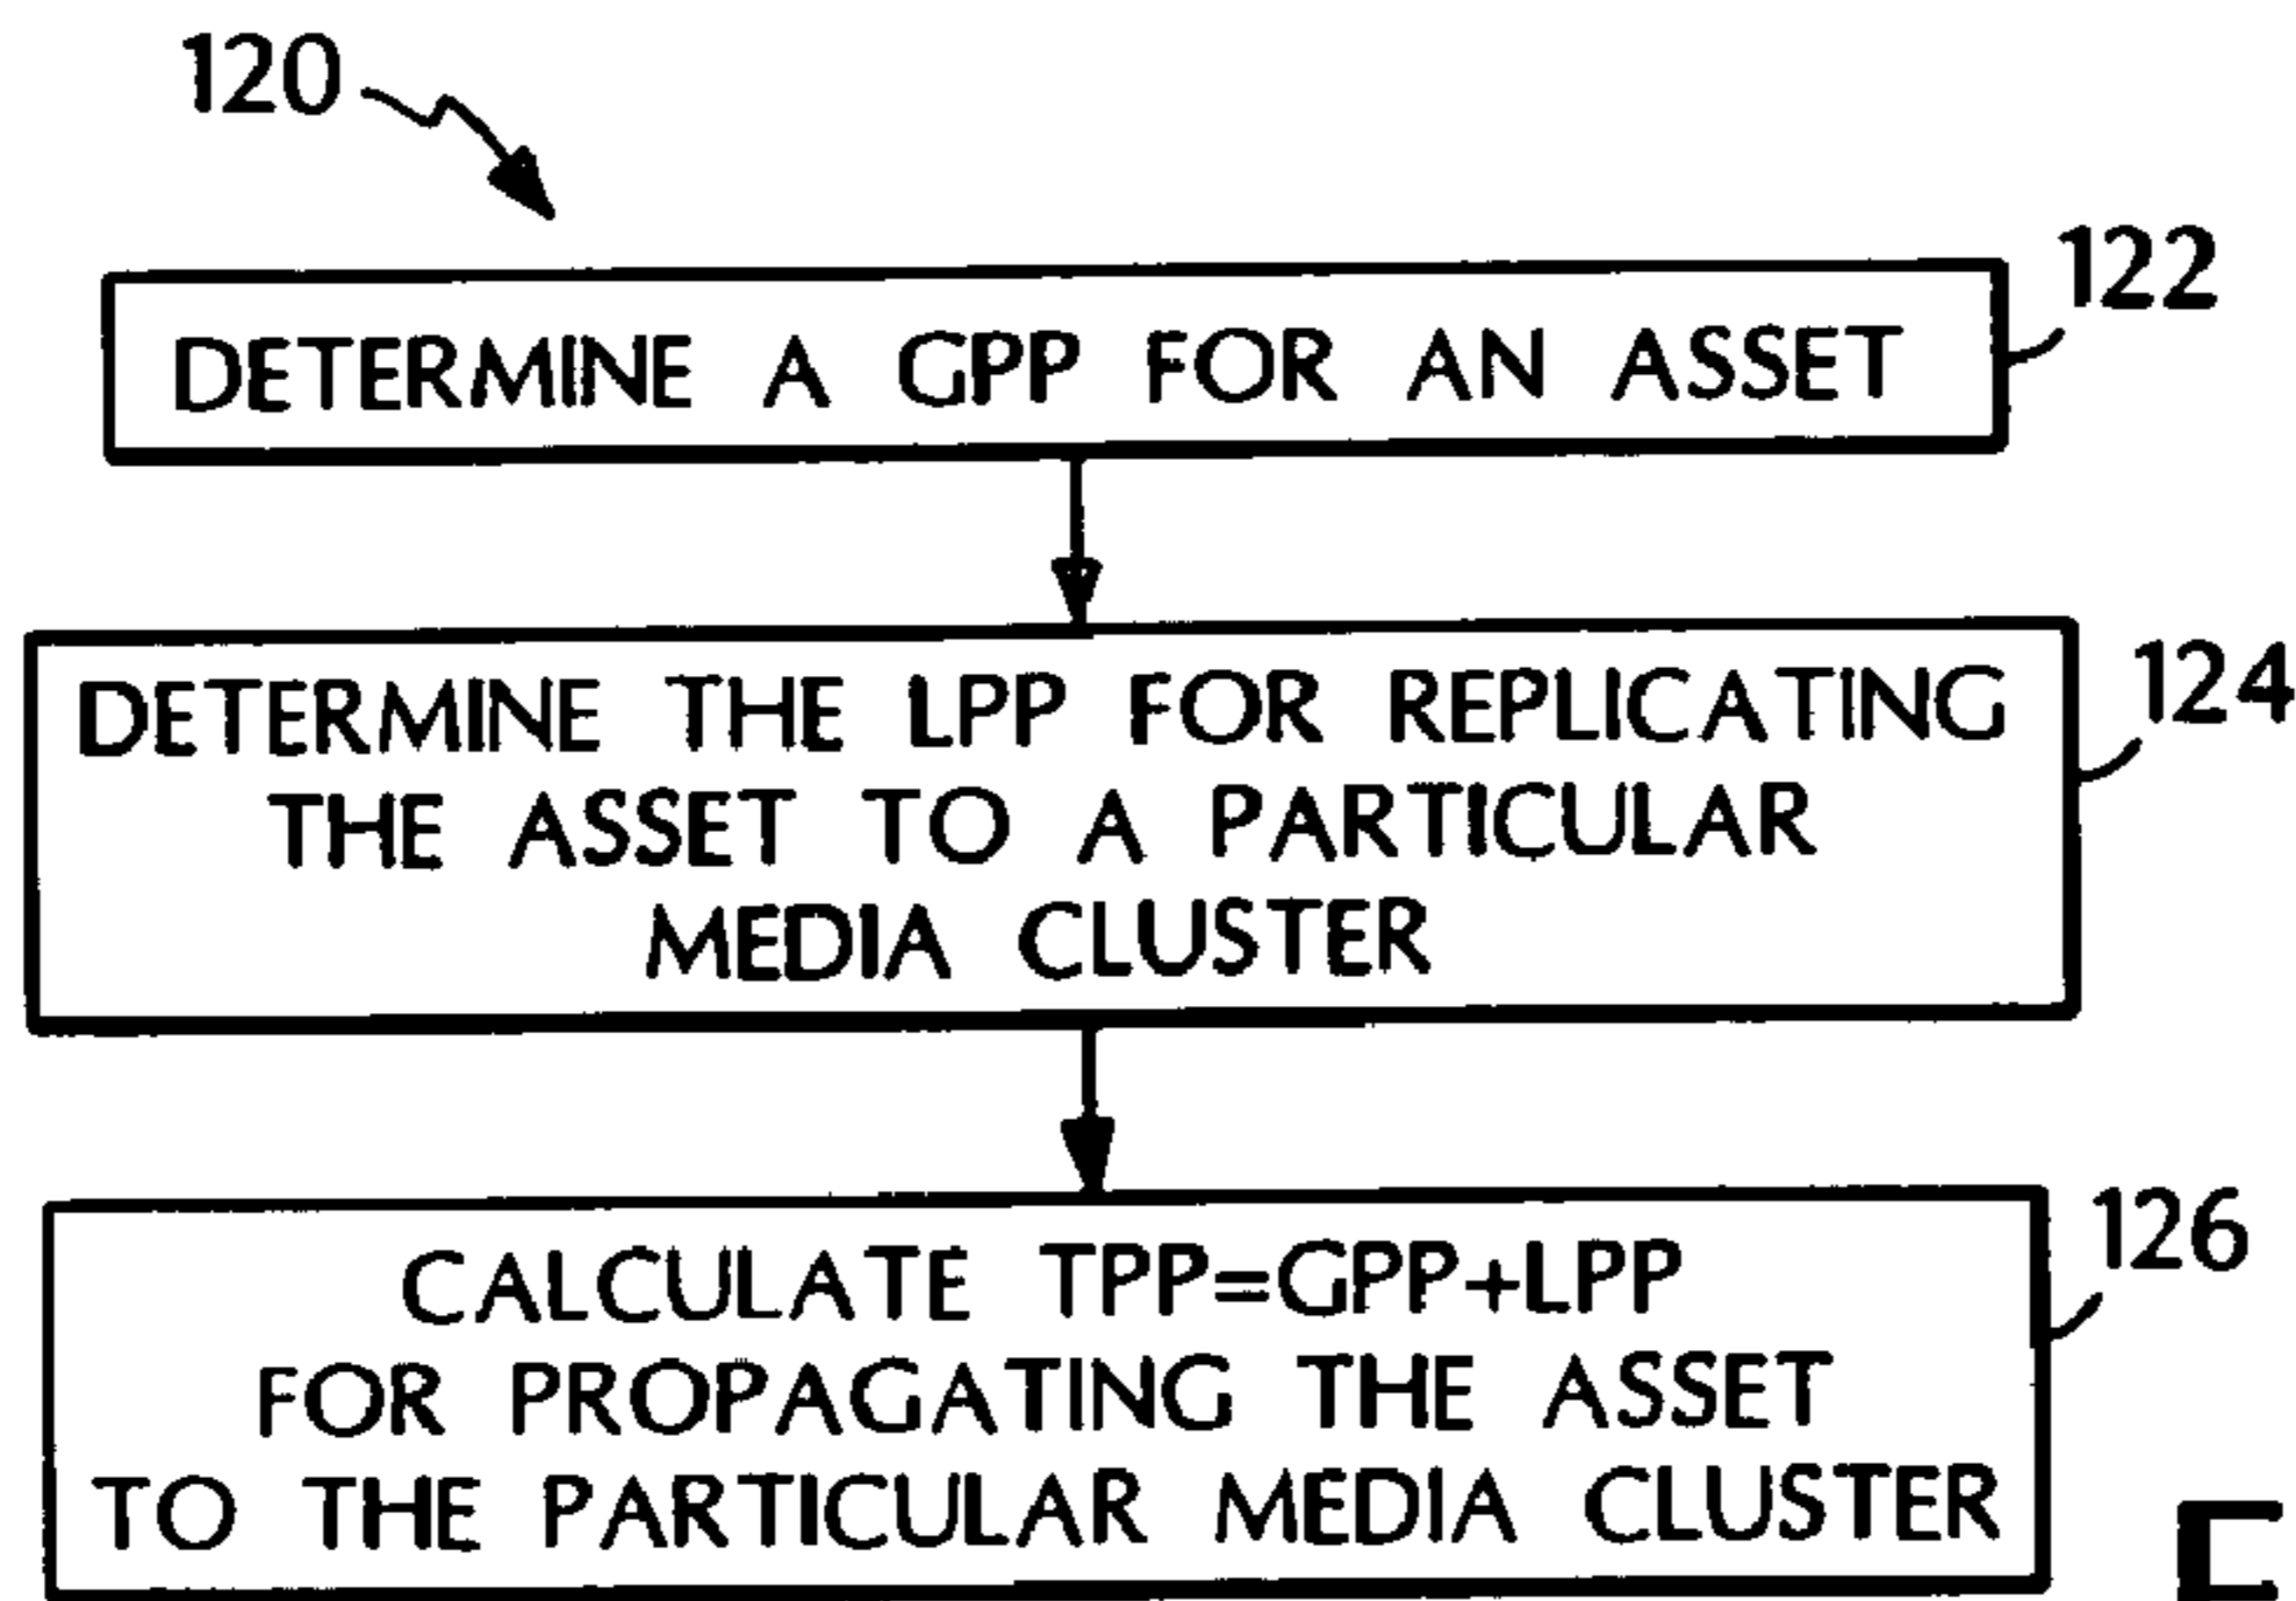 120
122
DETERMINE A GPP FOR AN ASSET
124
DETERMINE THE LPP FOR REPLICATING
THE ASSET TO A PARTICULAR
MEDIA CLUSTER
126
CALCULATE TPP=GPP+LPP
FOR PROPAGATING THE ASSET
TO THE PARTICULAR MEDIA CLUSTER